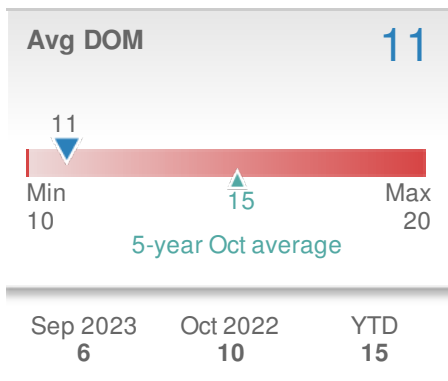 Avg DOM 11
11
Min Max
10 20
15
5-year Oct average
Sep 2023 Oct 2022 YTD
6 10 15